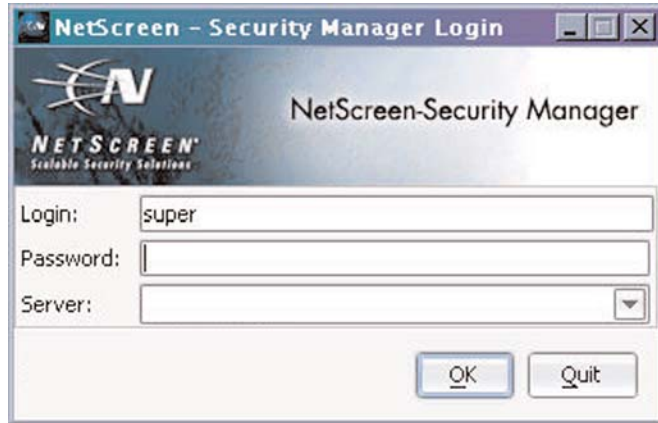 NetScreen - Security Manager Login
NetScreen-Security Manager
N
NETSCREEN
Scalable Security Solutions
Login: super
Password:
Server:
OK Quit